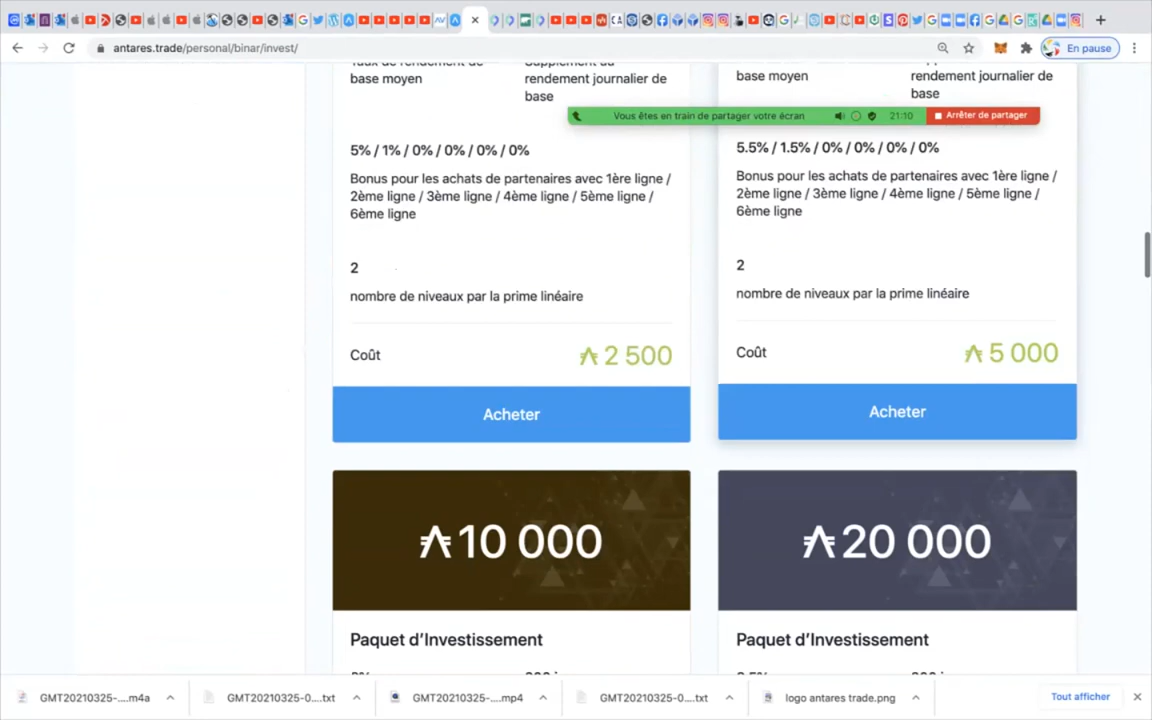 antares.trade/personal/binar/invest/
En pause
Taux de rendement de
base moyen
Supplément au
rendement journalier de
base
base moyen
rendement journalier de
base
Vous êtes en train de partager votre écran
21:10
Arrêter de partager
5% / 1% / 0% / 0% / 0% / 0%
Bonus pour les achats de partenaires avec 1ère ligne /
2ème ligne / 3ème ligne / 4ème ligne / 5ème ligne /
6ème ligne
2
nombre de niveaux par la prime linéaire
Coût
2 500
Acheter
5.5% / 1.5% / 0% / 0% / 0% / 0%
Bonus pour les achats de partenaires avec 1ère ligne /
2ème ligne / 3ème ligne / 4ème ligne / 5ème ligne /
6ème ligne
2
nombre de niveaux par la prime linéaire
Coût
5 000
Acheter
10 000
Paquet d’Investissement
20 000
Paquet d’Investissement
GMT20210325-....m4a
GMT20210325-0....txt
GMT20210325-....mp4
GMT20210325-0....txt
logo antares trade.png
Tout afficher